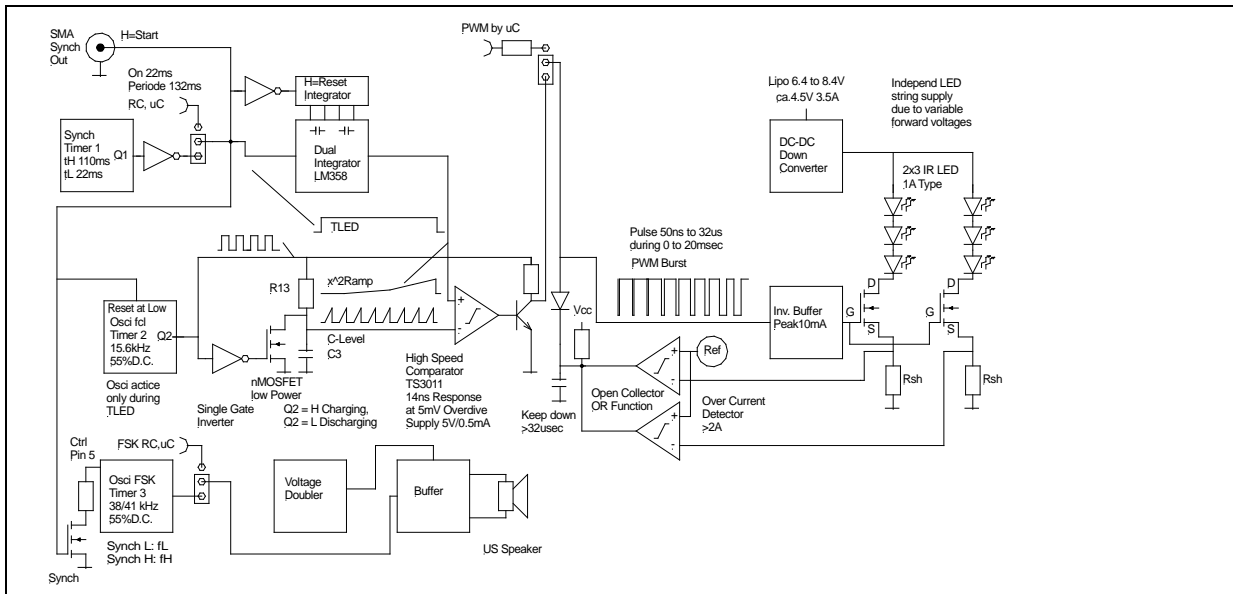 SMA
Synch
Out
H=Start
On 22ms
Periode 132ms
RC, uC
H=Reset
Integrator
Synch
Timer 1
tH 110ms
tL 22ms
Q1
Dual
Integrator
LM358
PWM by uC
Lipo 6.4 to 8.4V
ca.4.5V 3.5A
Independ LED
string supply
due to variable
forward voltages
DC-DC
Down
Converter
2x3 IR LED
1A Type
TLED
R13
x^2Ramp
Pulse 50ns to 32us
during 0 to 20msec
PWM Burst
Reset at Low
Osci fcl
Timer 2
15.6kHz
55%D.C.
Q2
C-Level
C3
+
-
Vcc
Inv. Buffer
Peak10mA
D
G
S
D
G
S
Ref
+
-
Rsh
Rsh
Osci actice
only during
TLED
nMOSFET
low Power
Single Gate
Inverter
Q2 = H Charging,
Q2 = L Discharging
High Speed
Comparator
TS3011
14ns Response
at 5mV Overdive
Supply 5V/0.5mA
Keep down
>32usec
Open Collector
OR Function
Over Current
Detector
>2A
+
-
Ctrl
Pin 5
FSK RC,uC
Osci FSK
Timer 3
38/41 kHz
55%D.C.
Voltage
Doubler
Buffer
US Speaker
Synch L: fL
Synch H: fH
Synch